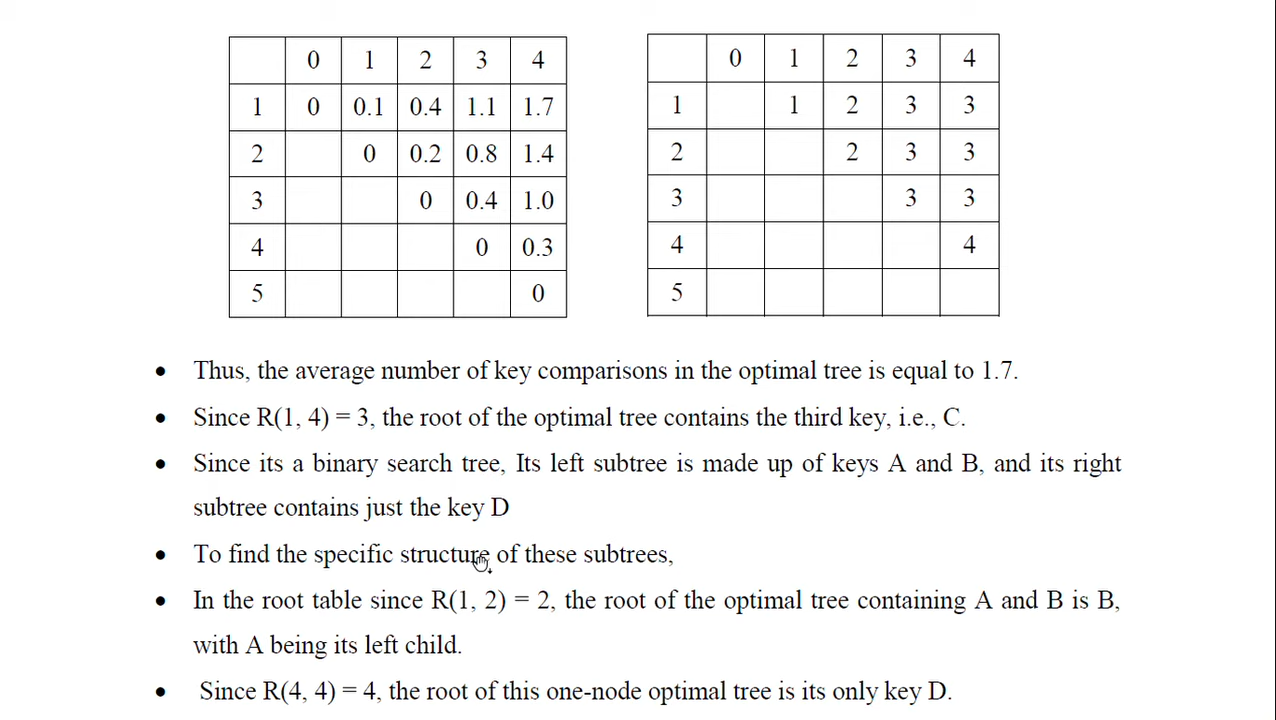 0 1 2 3 4
1 0 0.1 0.4 1.1 1.7
2 0 0.2 0.8 1.4
3 0 0.4 1.0
4 0 0.3
5 0
0 1 2 3 4
1 1 2 3 3
2 2 3 3
3 3 3
4 4
5
• Thus, the average number of key comparisons in the optimal tree is equal to 1.7.
• Since R(1, 4) = 3, the root of the optimal tree contains the third key, i.e., C.
• Since its a binary search tree, Its left subtree is made up of keys A and B, and its right
subtree contains just the key D
• To find the specific structure of these subtrees,
• In the root table since R(1, 2) = 2, the root of the optimal tree containing A and B is B,
with A being its left child.
• Since R(4, 4) = 4, the root of this one-node optimal tree is its only key D.